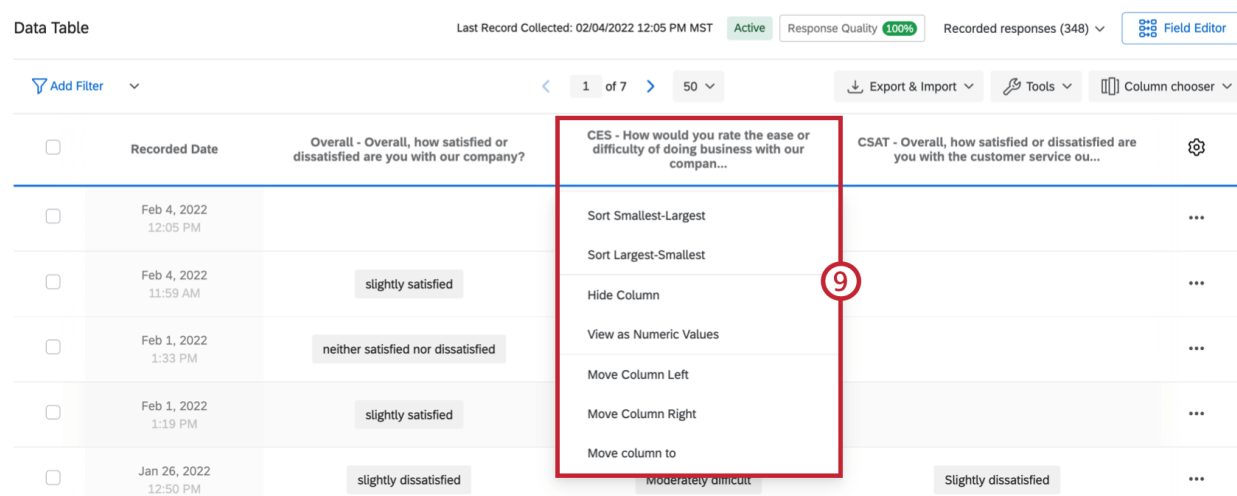 Data Table
Last Record Collected: 02/04/2022 12:05 PM MST
Active
Response Quality 100%
Recorded responses (348)
Field Editor
Add Filter
1 of 7
50
Export & Import
Tools
Column chooser
Recorded Date
Overall - Overall, how satisfied or
dissatisfied are you with our company?
CES - How would you rate the ease or
difficulty of doing business with our
compan...
CSAT - Overall, how satisfied or dissatisfied are
you with the customer service ou...
Feb 4, 2022
12:05 PM
Sort Smallest-Largest
Sort Largest-Smallest
Feb 4, 2022
11:59 AM
slightly satisfied
Hide Column
9
View as Numeric Values
Feb 1, 2022
1:33 PM
neither satisfied nor dissatisfied
Move Column Left
Move Column Right
Feb 1, 2022
1:19 PM
slightly satisfied
Move column to
Jan 26, 2022
12:50 PM
slightly dissatisfied
Moderately difficult
Slightly dissatisfied